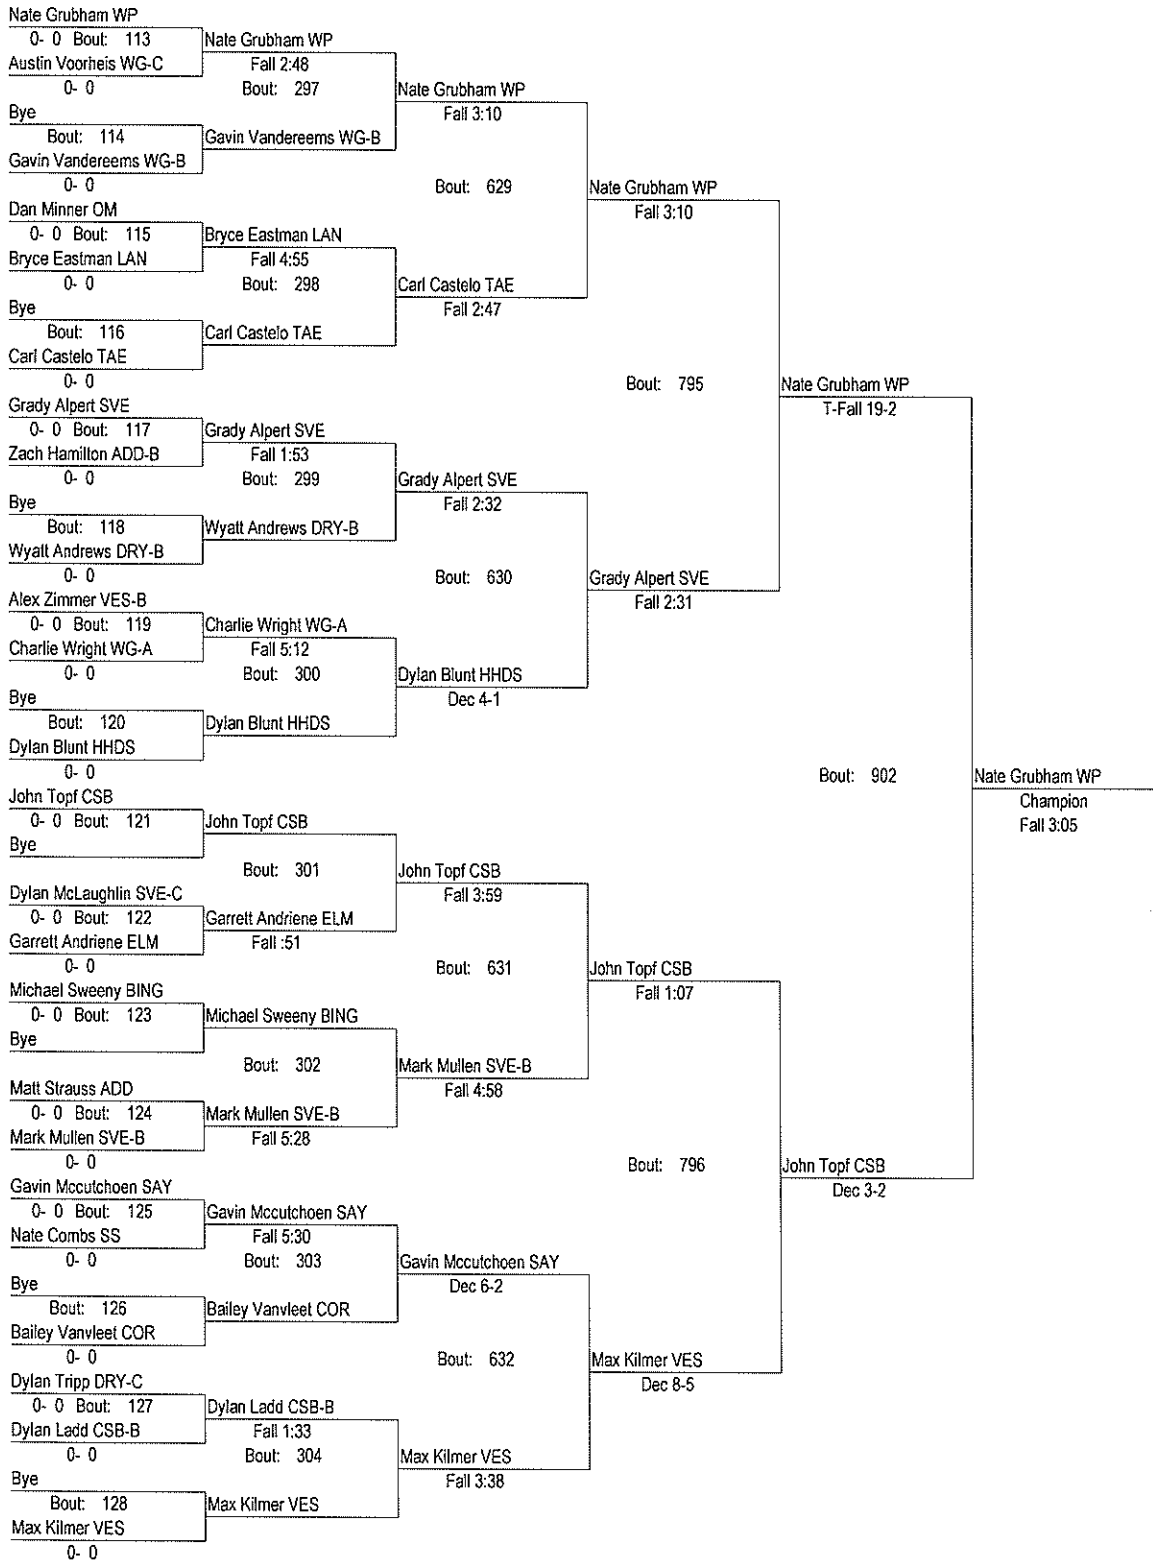 Nate Grubham WP
0- 0 Bout: 113
Austin Voorheis WG-C
0- 0
Bye
Bout: 114
Gavin Vandereems WG-B
0- 0
Dan Minner OM
0- 0 Bout: 115
Bryce Eastman LAN
0- 0
Bye
Bout: 116
Carl Castelo TAE
0- 0
Grady Alpert SVE
0- 0 Bout: 117
Zach Hamilton ADD-B
0- 0
Bye
Bout: 118
Wyatt Andrews DRY-B
0- 0
Alex Zimmer VES-B
0- 0 Bout: 119
Charlie Wright WG-A
0- 0
Bye
Bout: 120
Dylan Blunt HHDS
0- 0
John Topf CSB
0- 0 Bout: 121
Bye
Dylan McLaughlin SVE-C
0- 0 Bout: 122
Garrett Andriene ELM
0- 0
Michael Sweeny BING
0- 0 Bout: 123
Bye
Matt Strauss ADD
0- 0 Bout: 124
Mark Mullen SVE-B
0- 0
Gavin Mccutchoen SAY
0- 0 Bout: 125
Nate Combs SS
0- 0
Bye
Bout: 126
Bailey Vanvleet COR
0- 0
Dylan Tripp DRY-C
0- 0 Bout: 127
Dylan Ladd CSB-B
0- 0
Bye
Bout: 128
Max Kilmer VES
0- 0
Nate Grubham WP
Fall 2:48
Bout: 297
Gavin Vandereems WG-B
Bryce Eastman LAN
Fall 4:55
Bout: 298
Carl Castelo TAE
Grady Alpert SVE
Fall 1:53
Bout: 299
Wyatt Andrews DRY-B
Charlie Wright WG-A
Fall 5:12
Bout: 300
Dylan Blunt HHDS
John Topf CSB
Bout: 301
Garrett Andriene ELM
Fall :51
Michael Sweeny BING
Bout: 302
Mark Mullen SVE-B
Fall 5:28
Gavin Mccutchoen SAY
Fall 5:30
Bout: 303
Bailey Vanvleet COR
Dylan Ladd CSB-B
Fall 1:33
Bout: 304
Max Kilmer VES
Nate Grubham WP
Fall 3:10
Bout: 629
Carl Castelo TAE
Fall 2:47
Grady Alpert SVE
Fall 2:32
Bout: 630
Dylan Blunt HHDS
Dec 4-1
John Topf CSB
Fall 3:59
Bout: 631
Mark Mullen SVE-B
Fall 4:58
Gavin Mccutchoen SAY
Dec 6-2
Bout: 632
Max Kilmer VES
Fall 3:38
Nate Grubham WP
Fall 3:10
Bout: 795
Grady Alpert SVE
Fall 2:31
John Topf CSB
Fall 1:07
Bout: 796
Max Kilmer VES
Dec 8-5
Nate Grubham WP
T-Fall 19-2
Bout: 902
John Topf CSB
Dec 3-2
Nate Grubham WP
Champion
Fall 3:05